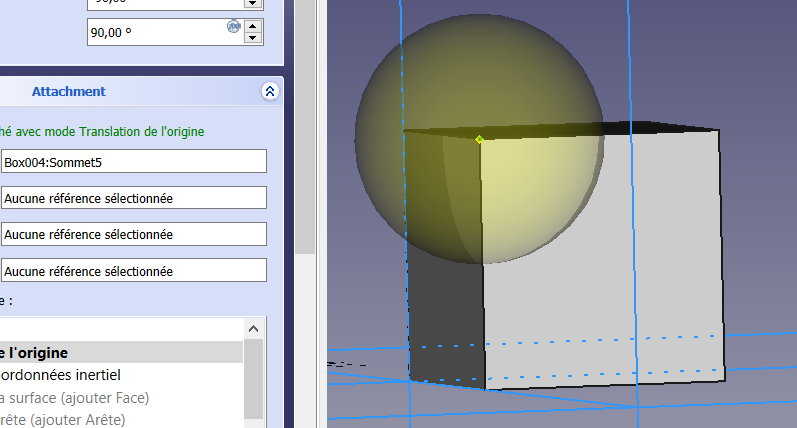 90,00 º
Attachment
hé avec mode Translation de l'origine
Box004:Sommet5
Aucune référence sélectionnée
Aucune référence sélectionnée
Aucune référence sélectionnée
e :
e l'origine
ordonnées inertiel
a surface (ajouter Face)
rête (ajouter Arête)